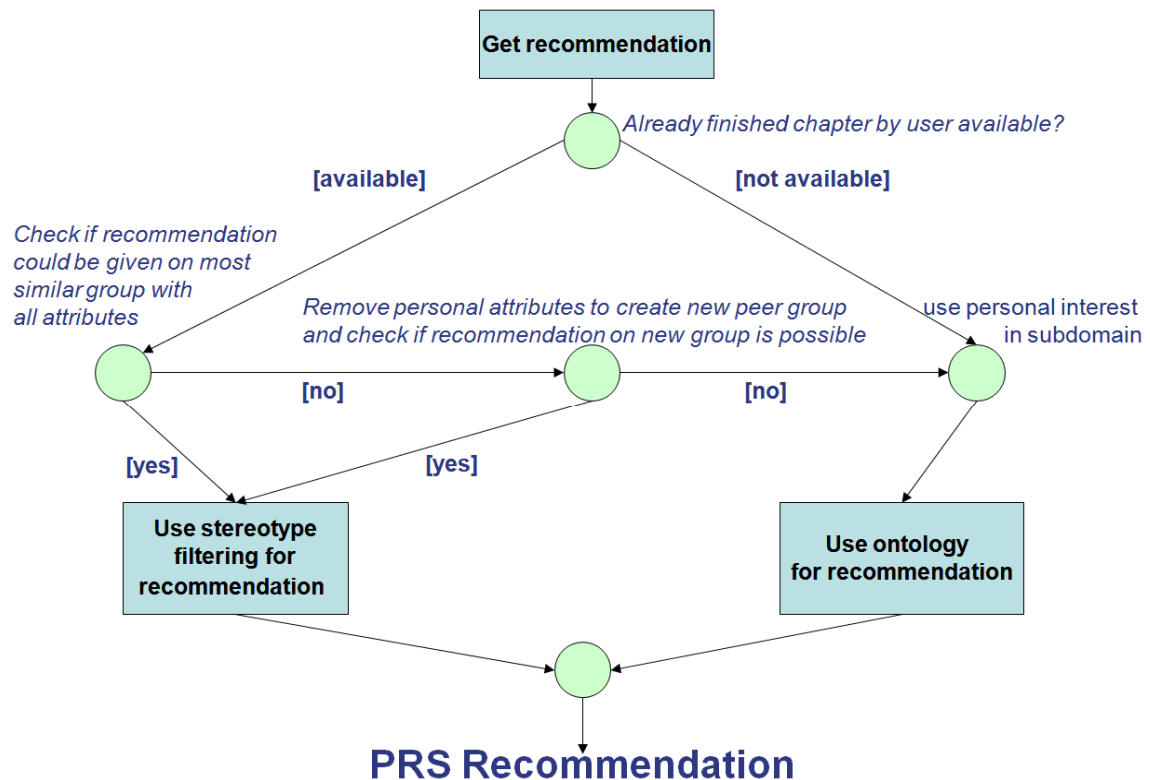 Get recommendation
Already finished chapter by user available?
[available]
[not available]
Check if recommendation
could be given on most
similar group with
all attributes
Remove personal attributes to create new peer group
and check if recommendation on new group is possible
use personal interest
in subdomain
[no]
[no]
[yes]
[yes]
Use stereotype
filtering for
recommendation
Use ontology
for recommendation
PRS Recommendation